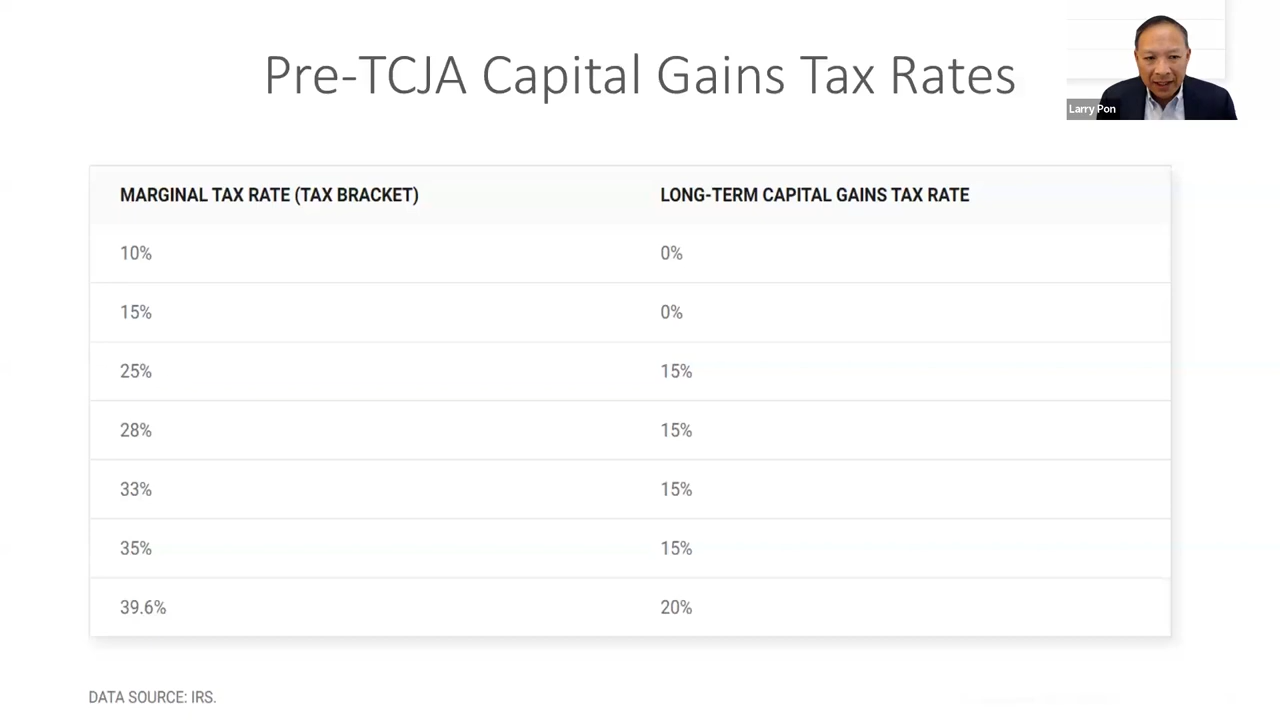 Pre-TCJA Capital Gains Tax Rates
Larry Pon
MARGINAL TAX RATE (TAX BRACKET) LONG-TERM CAPITAL GAINS TAX RATE
10% 0%
15% 0%
25% 15%
28% 15%
33% 15%
35% 15%
39.6% 20%
DATA SOURCE: IRS.